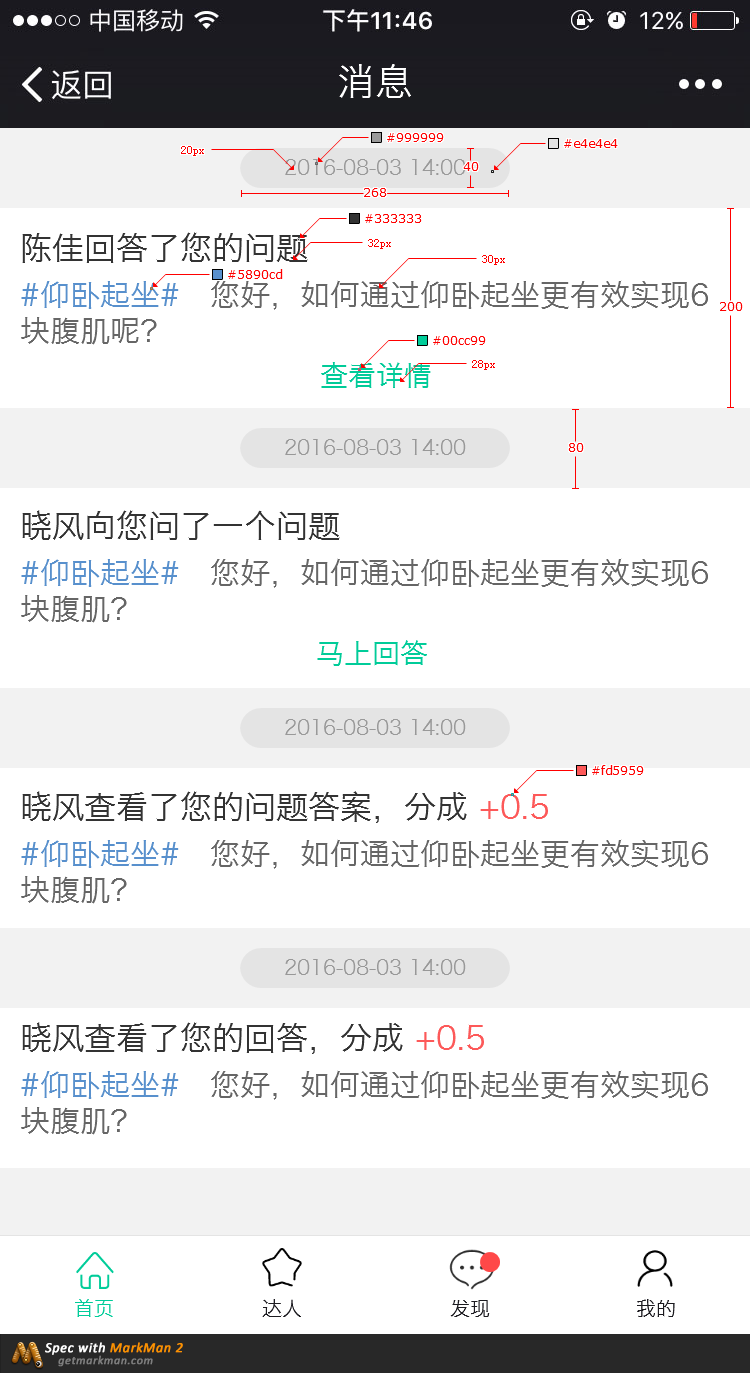 中国移动 下午11:46 12%
返回 消息
#999999
20px 2016-08-03 14:00 40 #e4e4e4
268
#333333
陈佳回答了您的问题 32px
30px
#5890cd
#仰卧起坐# 您好，如何通过仰卧起坐更有效实现6
块腹肌呢？
200
#00cc99
查看详情 28px
2016-08-03 14:00 80
晓风向您问了一个问题
#仰卧起坐# 您好，如何通过仰卧起坐更有效实现6
块腹肌？
马上回答
2016-08-03 14:00
#fd5959
晓风查看了您的问题答案，分成 +0.5
#仰卧起坐# 您好，如何通过仰卧起坐更有效实现6
块腹肌？
2016-08-03 14:00
晓风查看了您的回答，分成 +0.5
#仰卧起坐# 您好，如何通过仰卧起坐更有效实现6
块腹肌？
首页 达人 发现 我的
Spec with MarkMan 2
getmarkman.com